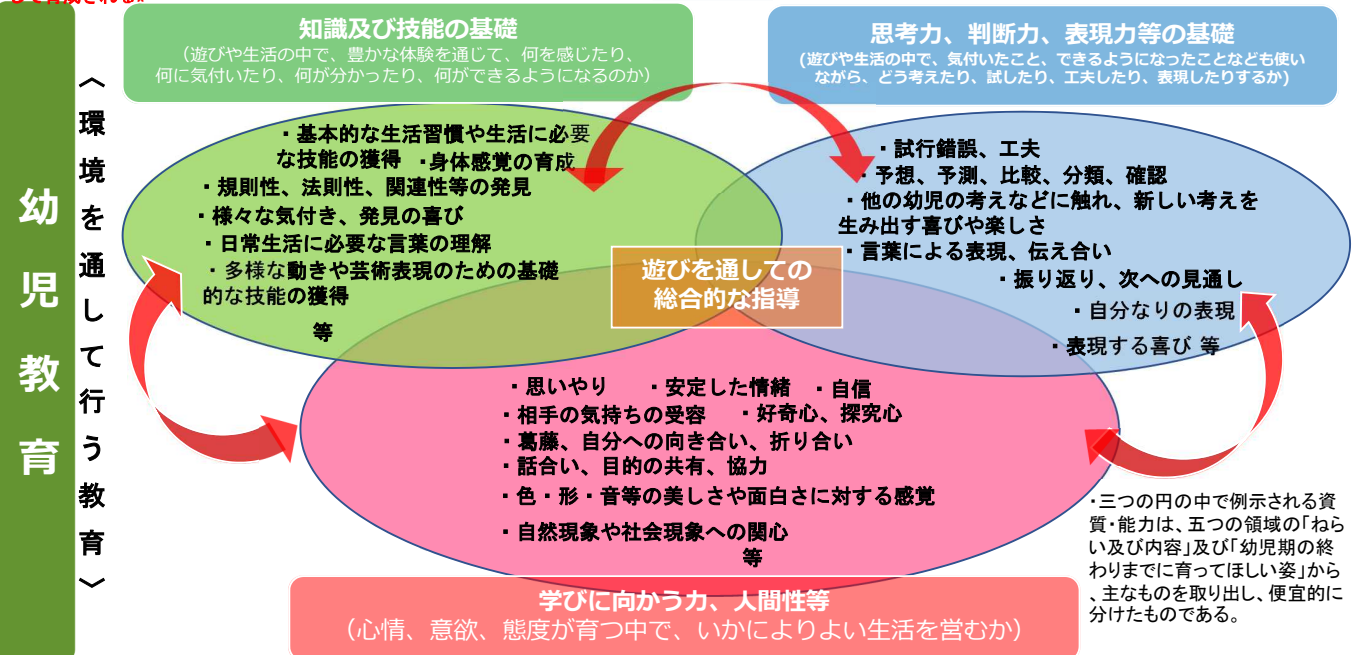 して育成される*
幼児教育
〈環境を通して行う教育〉
知識及び技能の基礎
(遊びや生活の中で、豊かな体験を通じて、何を感じたり、
何に気付いたり、何が分かったり、何ができるようになるのか)
思考力、判断力、表現力等の基礎
(遊びや生活の中で、気付いたこと、できるようになったことなども使い
ながら、どう考えたり、試したり、工夫したり、表現したりするか)
・基本的な生活習慣や生活に必要
な技能の獲得 ・身体感覚の育成
・規則性、法則性、関連性等の発見
・様々な気付き、発見の喜び
・日常生活に必要な言葉の理解
・多様な動きや芸術表現のための基礎
的な技能の獲得
等
・試行錯誤、工夫
・予想、予測、比較、分類、確認
・他の幼児の考えなどに触れ、新しい考えを
生み出す喜びや楽しさ
・言葉による表現、伝え合い
・振り返り、次への見通し
・自分なりの表現
・表現する喜び 等
遊びを通しての
総合的な指導
・思いやり ・安定した情緒 ・自信
・相手の気持ちの受容 ・好奇心、探究心
・葛藤、自分への向き合い、折り合い
・話合い、目的の共有、協力
・色・形・音等の美しさや面白さに対する感覚
・自然現象や社会現象への関心
等
・三つの円の中で例示される資
質・能力は、五つの領域の「ねら
い及び内容」及び「幼児期の終
わりまでに育ってほしい姿」から
、主なものを取り出し、便宜的に
分けたものである。
学びに向かう力、人間性等
(心情、意欲、態度が育つ中で、いかによりよい生活を営むか)